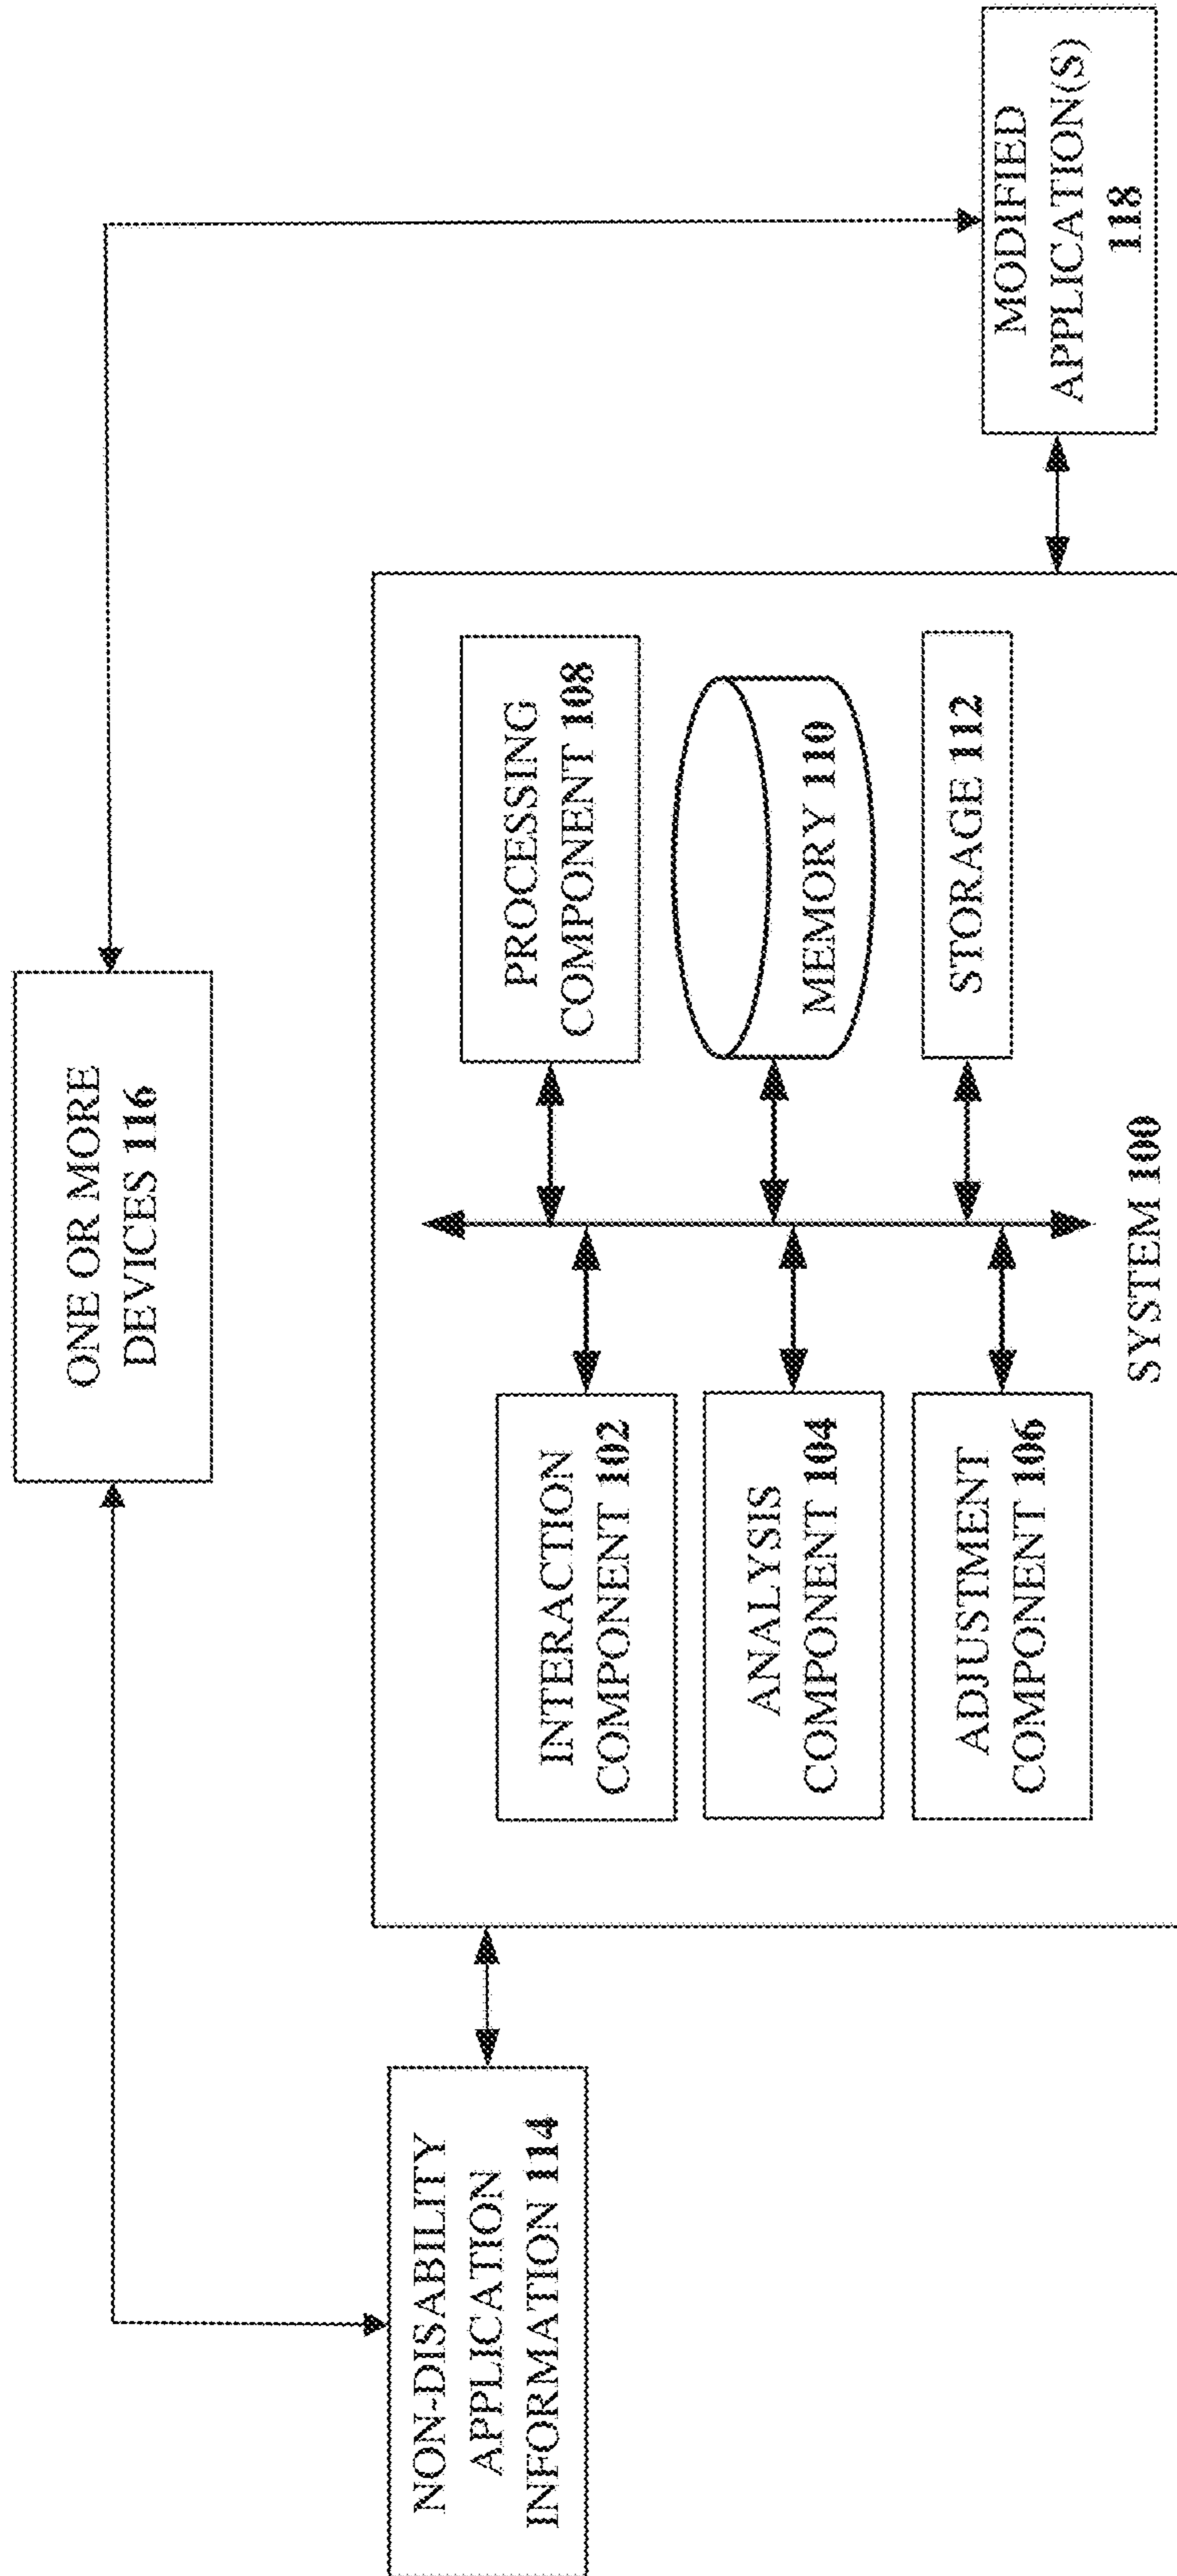 ONE OR MORE
DEVICES 116
NON-DISABILITY
APPLICATION
INFORMATION 114
INTERACTION
COMPONENT 102
ANALYSIS
COMPONENT 104
ADJUSTMENT
COMPONENT 106
PROCESSING
COMPONENT 108
MEMORY 110
STORAGE 112
SYSTEM 100
MODIFIED
APPLICATION(S)
118